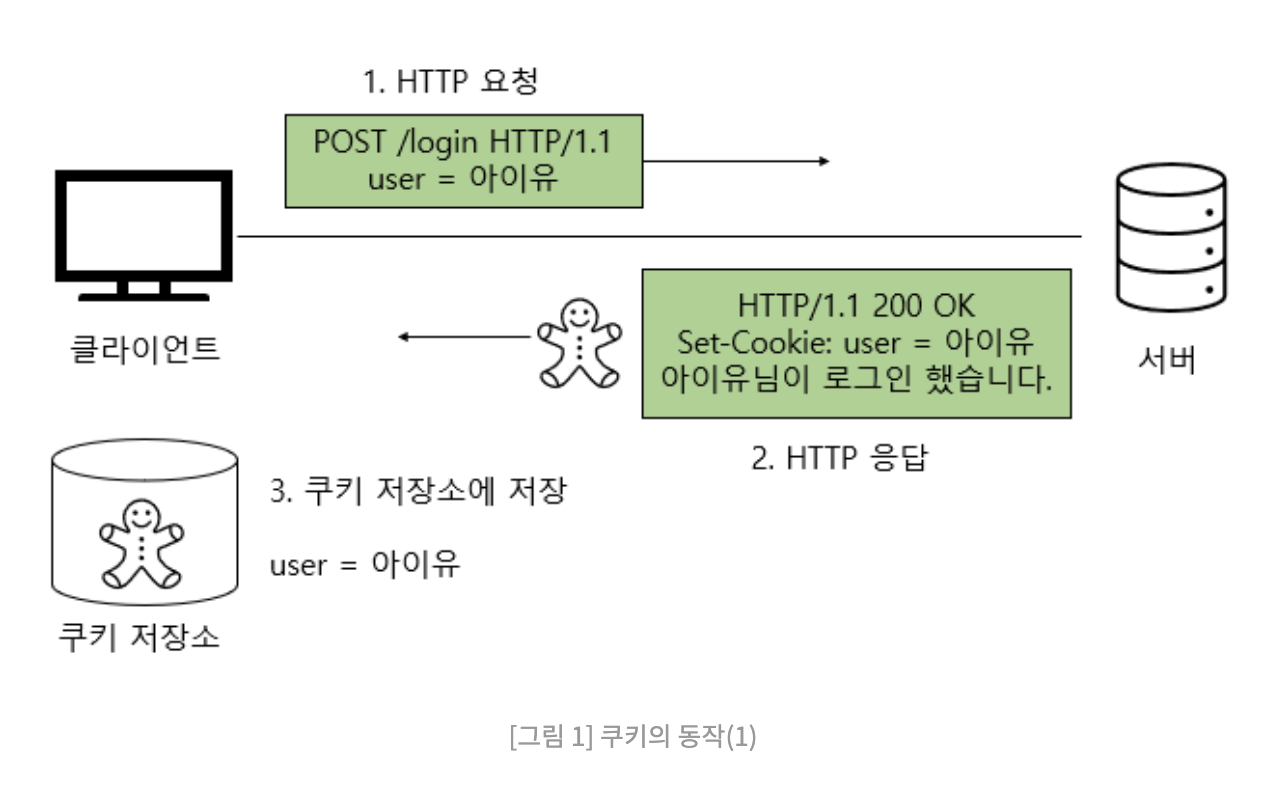 1. HTTP 요청
POST /login HTTP/1.1
user = 아이유
클라이언트
HTTP/1.1 200 OK
Set-Cookie: user = 아이유
아이유님이 로그인 했습니다.
서버
2. HTTP 응답
3. 쿠키 저장소에 저장
user = 아이유
쿠키 저장소
[그림 1] 쿠키의 동작(1)